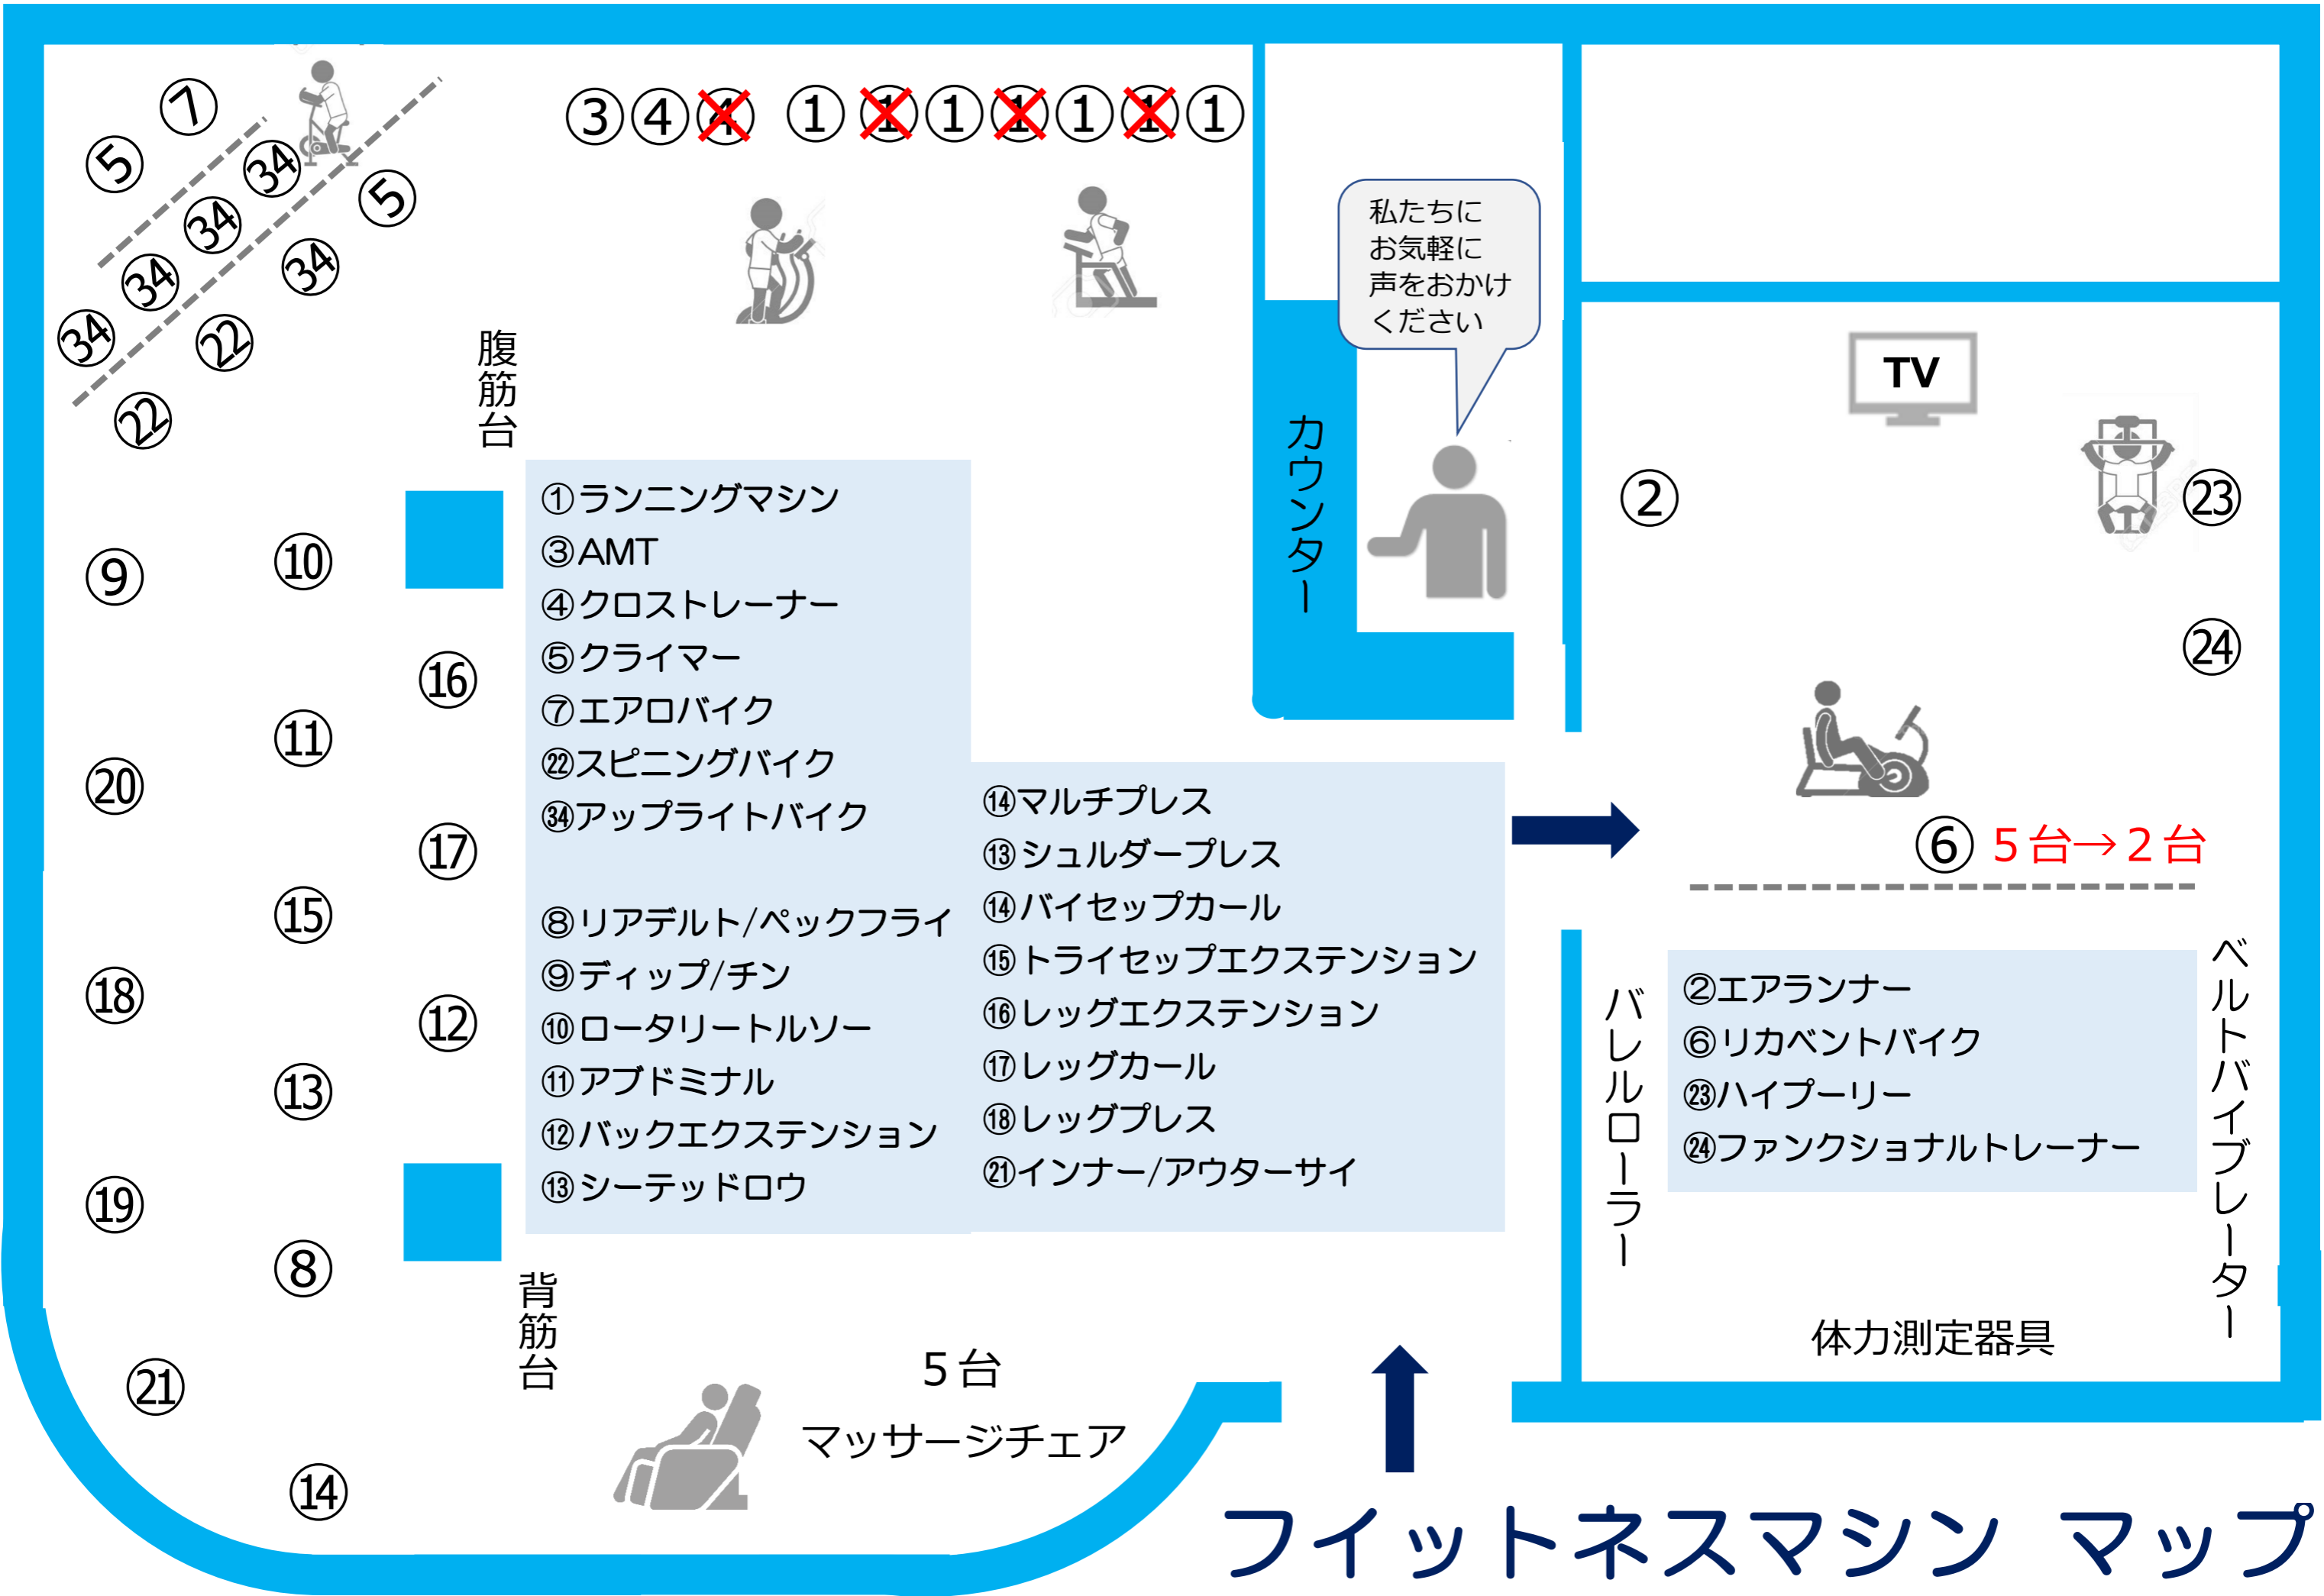 ⑦
⑤
㉞
㉞
㉞
㉞
⑤
㉞
㉒
㉒
③④④ ①①①①①①①
私たちに
お気軽に
声をおかけ
ください
カウンター
TV
②
㉓
㉔
⑥ 5台→2台
腹筋台
⑨
⑩
⑯
⑪
⑳
⑰
⑮
⑱
⑫
⑬
⑲
⑧
㉑
⑭
①ランニングマシン
③AMT
④クロストレーナー
⑤クライマー
⑦エアロバイク
㉒スピニングバイク
㉞アップライトバイク
⑧リアデルト/ペックフライ
⑨ディップ/チン
⑩ロータリートルソー
⑪アブドミナル
⑫バックエクステンション
⑬シーテッドロウ
⑭マルチプレス
⑬シュルダープレス
⑭バイセップカール
⑮トライセップエクステンション
⑯レッグエクステンション
⑰レッグカール
⑱レッグプレス
㉑インナー/アウターサイ
バレルローラー
②エアランナー
⑥リカベントバイク
㉓ハイプーリー
㉔ファンクショナルトレーナー
ベルトバイブレーター
体力測定器具
背筋台
5台
マッサージチェア
フイットネスマシン マップ